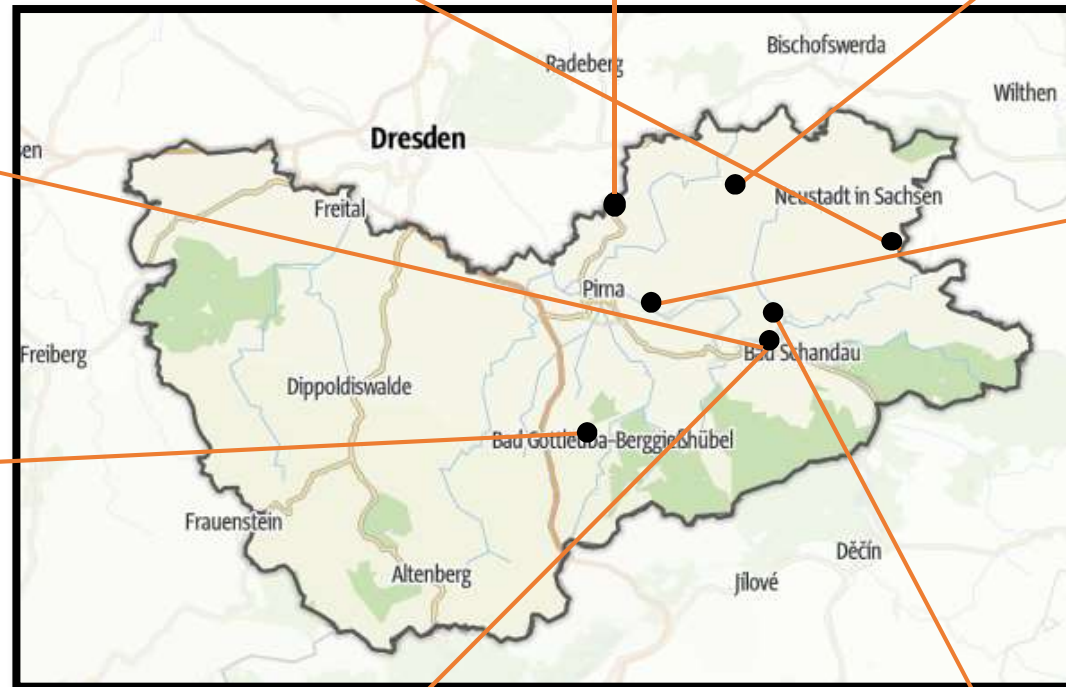 Bischofswerda
Radeberg
Wilthen
Dresden
sen
Neustadt in Sachsen
Freital
Pirna
Bad Schandau
Freiberg
Dippoldiswalde
Bad Gottleuba-Berggießhübel
Frauenstein
Děčín
Altenberg
Jílové